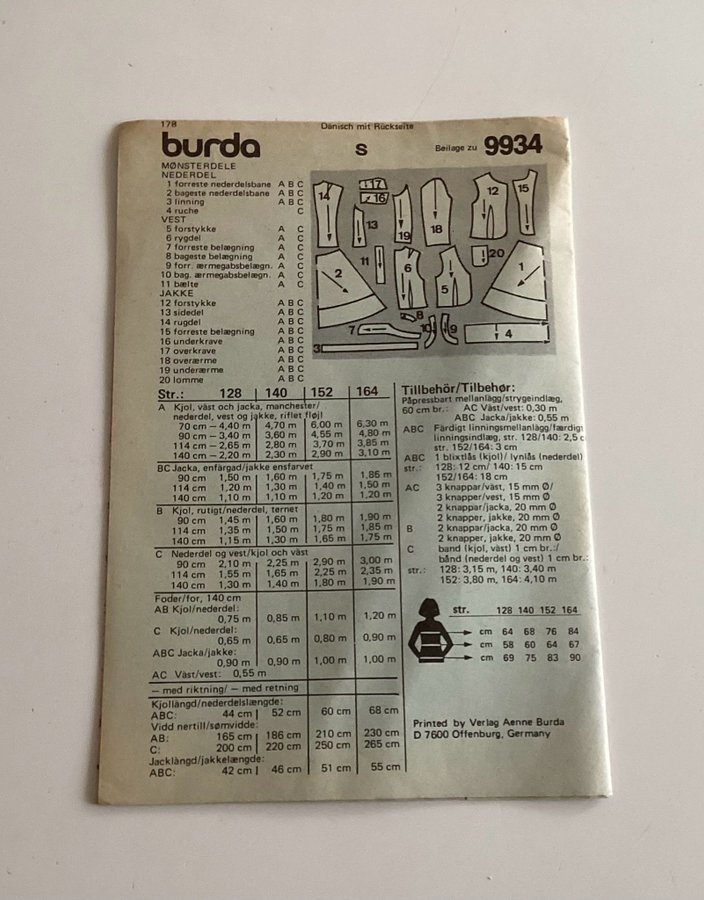 178
Dänisch mit Rückseite
burda
S
Beilage zu 9934
MØNSTERDELE
NEDERDEL
1 forreste nederdelsbane A B C
2 bageste nederdelsbane A B C
3 linning A B C
4 ruche C
VEST
5 forstykke A C
6 rygdel A C
7 forreste belægning A C
8 bageste belægning A C
9 forr. ærmegabsbelægn. A C
10 bag. ærmegabsbelægn. A C
11 bælte A C
JAKKE
12 forstykke A B C
13 sidedel A B C
14 rugdel A B C
15 forreste belægning A B C
16 underkrave A B C
17 overkrave A B C
18 overærme A B C
19 underærme A B C
20 lomme A B C
14 17 16 13 19 18 12 15
2 11 6 5 20 1
7 8 10 9 4
3
Str.: 128 140 152 164
A Kjol, väst och jacka, manchester/
nederdel, vest og jakke, riflet fløjl
70 cm – 4,40 m 4,70 m 6,00 m 6,30 m
90 cm – 3,40 m 3,60 m 4,55 m 4,80 m
114 cm – 2,65 m 2,80 m 3,70 m 3,85 m
140 cm – 2,20 m 2,30 m 2,90 m 3,10 m
BC Jacka, enfärgad/jakke ensfarvet
90 cm 1,50 m 1,60 m 1,75 m 1,85 m
114 cm 1,20 m 1,30 m 1,40 m 1,50 m
140 cm 1,10 m 1,10 m 1,20 m 1,20 m
B Kjol, rutigt/nederdel, ternet
90 cm 1,45 m 1,60 m 1,80 m 1,90 m
114 cm 1,35 m 1,50 m 1,75 m 1,85 m
140 cm 1,15 m 1,30 m 1,65 m 1,75 m
C Nederdel og vest/kjol och väst
90 cm 2,10 m 2,25 m 2,90 m 3,00 m
114 cm 1,55 m 1,65 m 2,25 m 2,35 m
140 cm 1,30 m 1,40 m 1,80 m 1,90 m
Foder/for, 140 cm
AB Kjol/nederdel:
0,75 m 0,85 m 1,10 m 1,20 m
C Kjol/nederdel:
0,65 m 0,65 m 0,80 m 0,90 m
ABC Jacka/jakke:
0,90 m 0,90 m 1,00 m 1,00 m
AC Väst/vest: 0,55 m
— med riktning/ — med retning
Kjollängd/nederdelslængde:
ABC: 44 cm 52 cm 60 cm 68 cm
Vidd nertill/sømvidde:
AB: 165 cm 186 cm 210 cm 230 cm
C: 200 cm 220 cm 250 cm 265 cm
Jacklängd/jakkelængde:
ABC: 42 cm 46 cm 51 cm 55 cm
Tillbehör/Tilbehør:
Påpressbart mellanlägg/strygeindlæg,
60 cm br.: AC Väst/vest: 0,30 m
ABC Jacka/jakke: 0,55 m
ABC Färdigt linningsmellanlägg/færdigt
linningsindlæg, str. 128/140: 2,5 c
str. 152/164: 3 cm
ABC 1 blixtlås (kjol)/ lynlås (nederdel)
str.: 128: 12 cm/ 140: 15 cm
152/164: 18 cm
AC 3 knappar/väst, 15 mm Ø/
3 knapper/vest, 15 mm Ø
2 knappar/jacka, 20 mm Ø
2 knapper, jakke, 20 mm Ø
B 2 knappar/jacka, 20 mm Ø/
2 knapper, jakke, 20 mm Ø
C band (kjol, väst) 1 cm br.:/
bånd (nederdel og vest) 1 cm br.:
str.: 128: 3,15 m, 140: 3,40 m
152: 3,80 m, 164: 4,10 m
str. 128 140 152 164
cm 64 68 76 84
cm 58 60 64 67
cm 69 75 83 90
Printed by Verlag Aenne Burda
D 7600 Offenburg, Germany